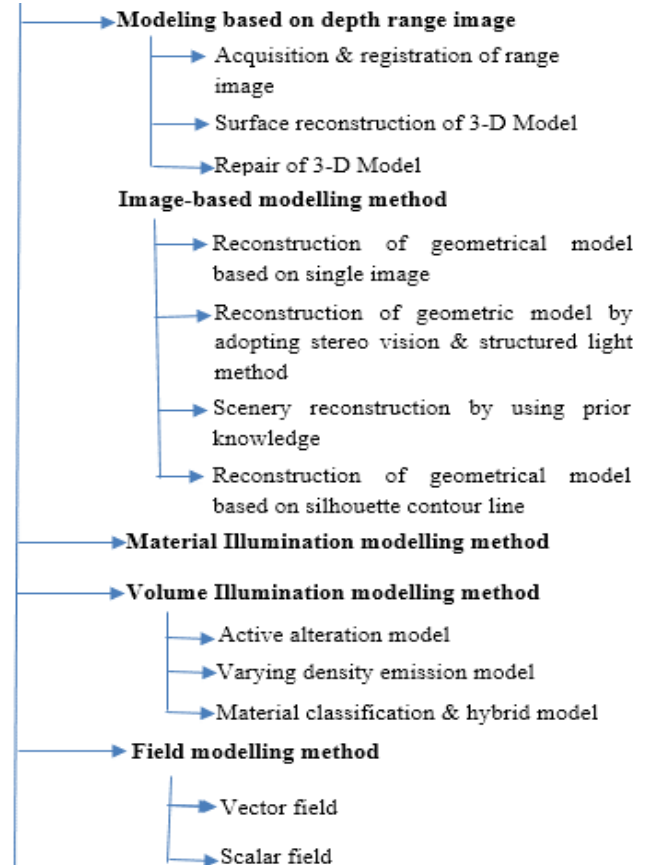 Modeling based on depth range image
Acquisition & registration of range
image
Surface reconstruction of 3-D Model
Repair of 3-D Model
Image-based modelling method
Reconstruction of geometrical model
based on single image
Reconstruction of geometric model by
adopting stereo vision & structured light
method
Scenery reconstruction by using prior
knowledge
Reconstruction of geometrical model
based on silhouette contour line
Material Illumination modelling method
Volume Illumination modelling method
Active alteration model
Varying density emission model
Material classification & hybrid model
Field modelling method
Vector field
Scalar field